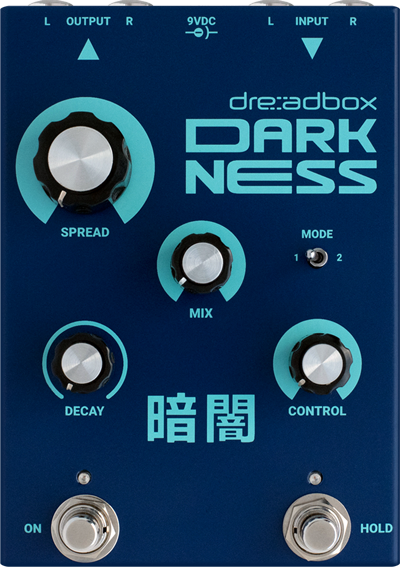 L OUTPUT R
9VDC
L INPUT R
dre:adbox
DARK
NESS
SPREAD
MODE
1 2
MIX
DECAY
CONTROL
暗闇
ON
HOLD